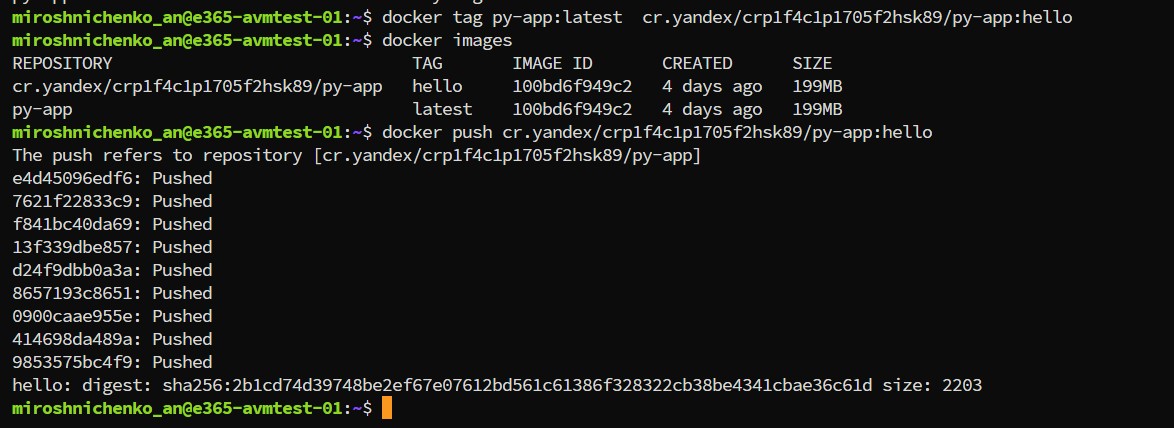 miroshnichenko_an@e365-avmtest-01:~$ docker tag py-app:latest  cr.yandex/crp1f4c1p1705f2hsk89/py-app:hello
miroshnichenko_an@e365-avmtest-01:~$ docker images
REPOSITORY                              TAG       IMAGE ID       CREATED      SIZE
cr.yandex/crp1f4c1p1705f2hsk89/py-app   hello     100bd6f949c2   4 days ago   199MB
py-app                                  latest    100bd6f949c2   4 days ago   199MB
miroshnichenko_an@e365-avmtest-01:~$ docker push cr.yandex/crp1f4c1p1705f2hsk89/py-app:hello
The push refers to repository [cr.yandex/crp1f4c1p1705f2hsk89/py-app]
e4d45096edf6: Pushed
7621f22833c9: Pushed
f841bc40da69: Pushed
13f339dbe857: Pushed
d24f9dbb0a3a: Pushed
8657193c8651: Pushed
0900caae955e: Pushed
414698da489a: Pushed
9853575bc4f9: Pushed
hello: digest: sha256:2b1cd74d39748be2ef67e07612bd561c61386f328322cb38be4341cbae36c61d size: 2203
miroshnichenko_an@e365-avmtest-01:~$